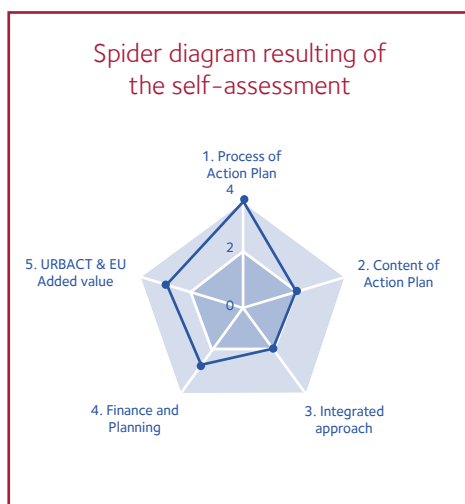 Spider diagram resulting of
the self-assessment
1. Process of
Action Plan
4
2
0
5. URBACT & EU
Added value
2. Content of
Action Plan
4. Finance and
Planning
3. Integrated
approach